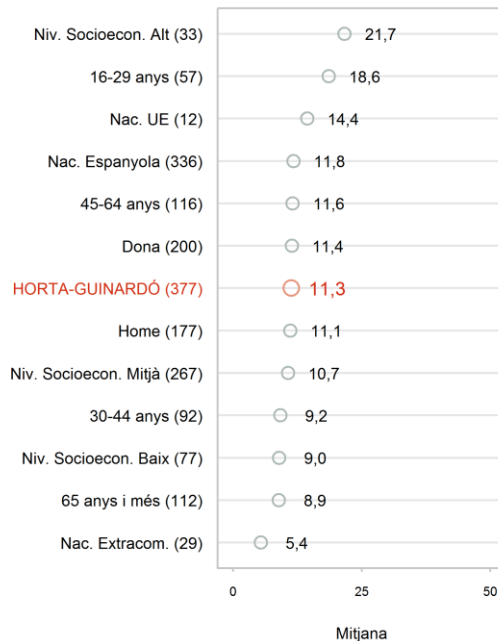 Niv. Socioecon. Alt (33) 21,7
16-29 anys (57) 18,6
Nac. UE (12) 14,4
Nac. Espanyola (336) 11,8
45-64 anys (116) 11,6
Dona (200) 11,4
HORTA-GUINARDÓ (377) 11,3
Home (177) 11,1
Niv. Socioecon. Mitjà (267) 10,7
30-44 anys (92) 9,2
Niv. Socioecon. Baix (77) 9,0
65 anys i més (112) 8,9
Nac. Extracom. (29) 5,4
0 25 50
Mitjana